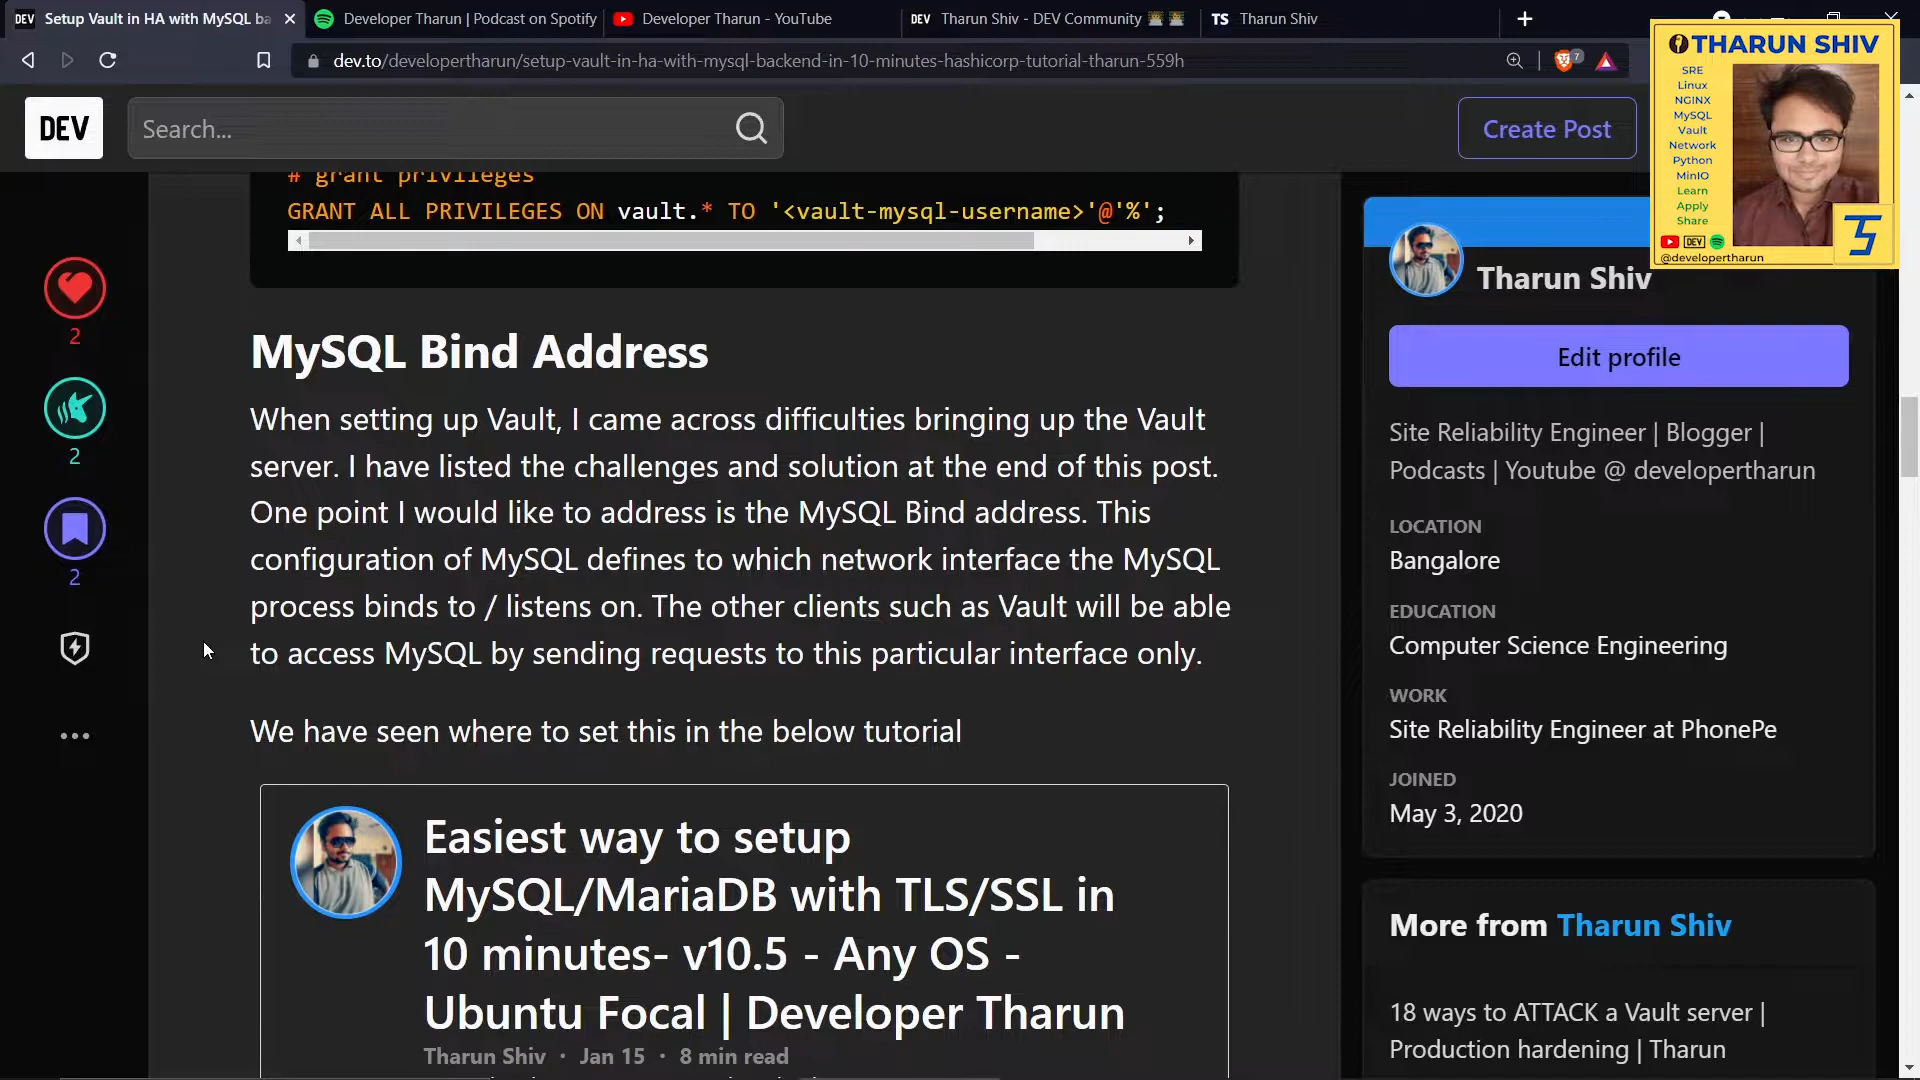 DEV Setup Vault in HA with MySQL ba
Developer Tharun | Podcast on Spotify
Developer Tharun - YouTube
DEV Tharun Shiv - DEV Community
TS Tharun Shiv
dev.to/developertharun/setup-vault-in-ha-with-mysql-backend-in-10-minutes-hashicorp-tutorial-tharun-559h
7
DEV
Search...
Create Post
THARUN SHIV
SRE
Linux
NGINX
MySQL
Vault
Network
Python
MinIO
Learn
Apply
Share
DEV
@developertharun
TS
# grant privileges
GRANT ALL PRIVILEGES ON vault.* TO '<vault-mysql-username>'@'%';
2
2
2
MySQL Bind Address
When setting up Vault, I came across difficulties bringing up the Vault
server. I have listed the challenges and solution at the end of this post.
One point I would like to address is the MySQL Bind address. This
configuration of MySQL defines to which network interface the MySQL
process binds to / listens on. The other clients such as Vault will be able
to access MySQL by sending requests to this particular interface only.
We have seen where to set this in the below tutorial
Easiest way to setup
MySQL/MariaDB with TLS/SSL in
10 minutes- v10.5 - Any OS -
Ubuntu Focal | Developer Tharun
Tharun Shiv · Jan 15 · 8 min read
Tharun Shiv
Edit profile
Site Reliability Engineer | Blogger |
Podcasts | Youtube @ developertharun
LOCATION
Bangalore
EDUCATION
Computer Science Engineering
WORK
Site Reliability Engineer at PhonePe
JOINED
May 3, 2020
More from Tharun Shiv
18 ways to ATTACK a Vault server |
Production hardening | Tharun